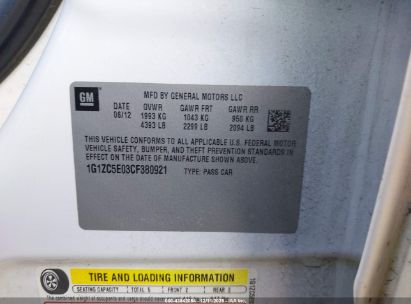 GM
MFD BY GENERAL MOTORS LLC
DATE GVWR GAWR FRT GAWR RR
06/12 1993 KG 1043 KG 950 KG
4393 LB 2299 LB 2094 LB
THIS VEHICLE CONFORMS TO ALL APPLICABLE U.S. FEDERAL MOTOR
VEHICLE SAFETY, BUMPER, AND THEFT PREVENTION STANDARDS
IN EFFECT ON THE DATE OF MANUFACTURE SHOWN ABOVE.
1G1ZC5E03CF380921 TYPE: PASS CAR
TIRE AND LOADING INFORMATION
SEATING CAPACITY TOTAL 5 FRONT 2 REAR 3